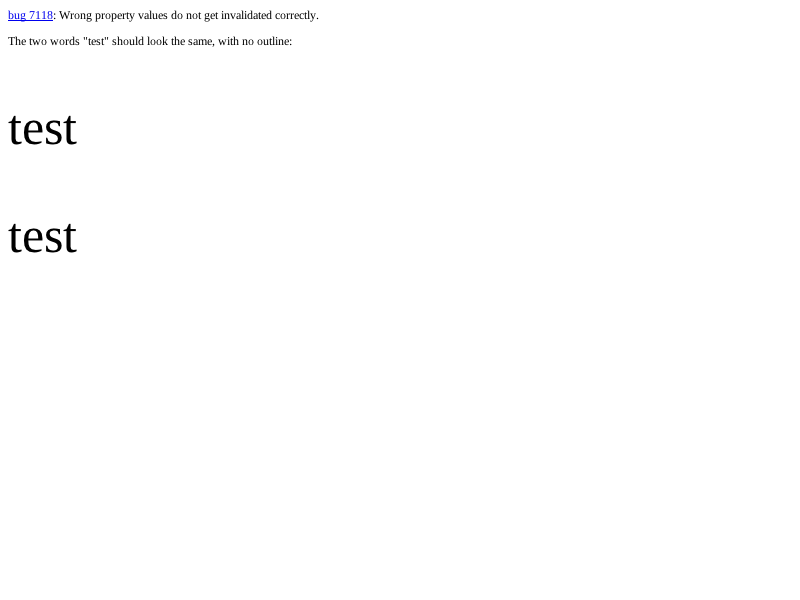 bug 7118: Wrong property values do not get invalidated correctly.
The two words "test" should look the same, with no outline:
test
test